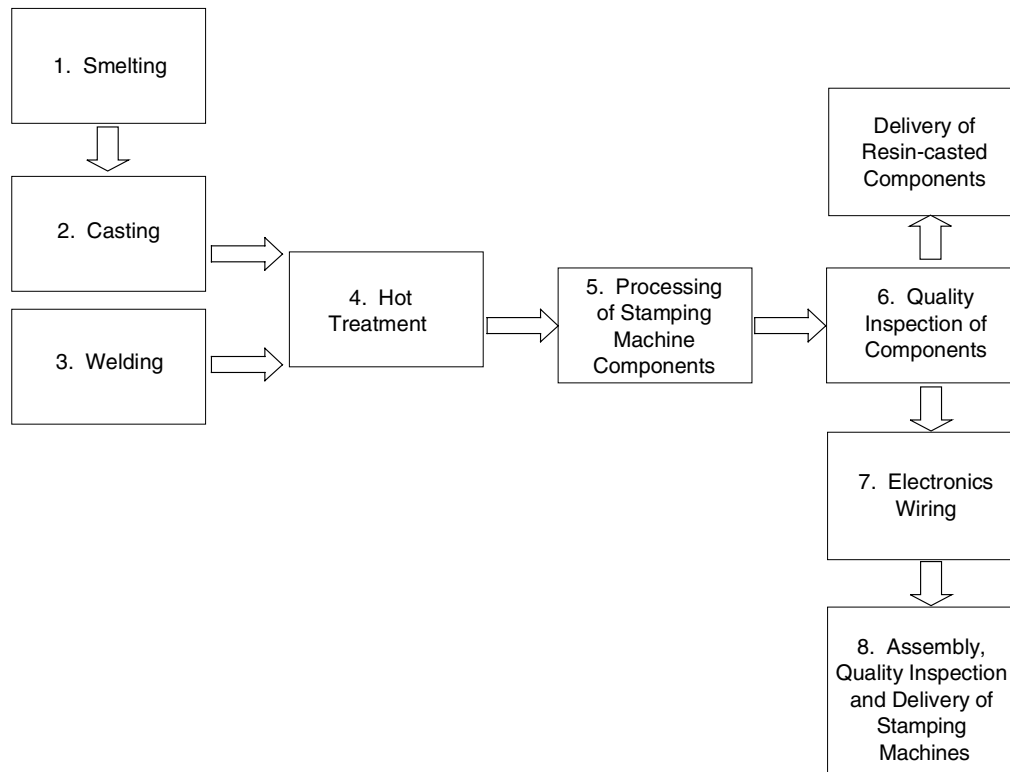 1. Smelting
2. Casting
3. Welding
4. Hot
Treatment
5. Processing
of Stamping
Machine
Components
6. Quality
Inspection of
Components
Delivery of
Resin-casted
Components
7. Electronics
Wiring
8. Assembly,
Quality Inspection
and Delivery of
Stamping
Machines